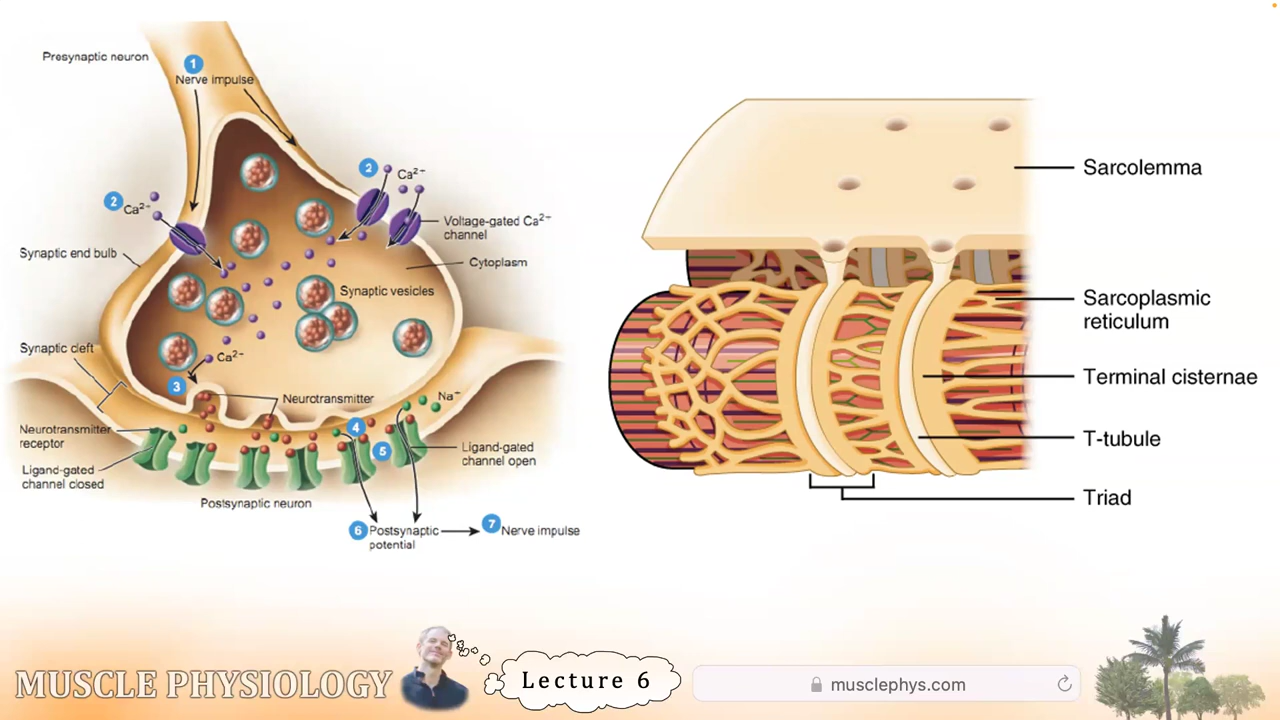 Presynaptic neuron
1
Nerve impulse
2
Ca²⁺
2
Ca²⁺
Voltage-gated Ca²⁺
channel
Synaptic end bulb
Cytoplasm
Synaptic vesicles
Synaptic cleft
Ca²⁺
3
Neurotransmitter
Na⁺
Neurotransmitter
receptor
4
5
Ligand-gated
channel open
Ligand-gated
channel closed
Postsynaptic neuron
6
Postsynaptic
potential
7
Nerve impulse
Sarcolemma
Sarcoplasmic
reticulum
Terminal cisternae
T-tubule
Triad
MUSCLE PHYSIOLOGY
Lecture 6
musclephys.com